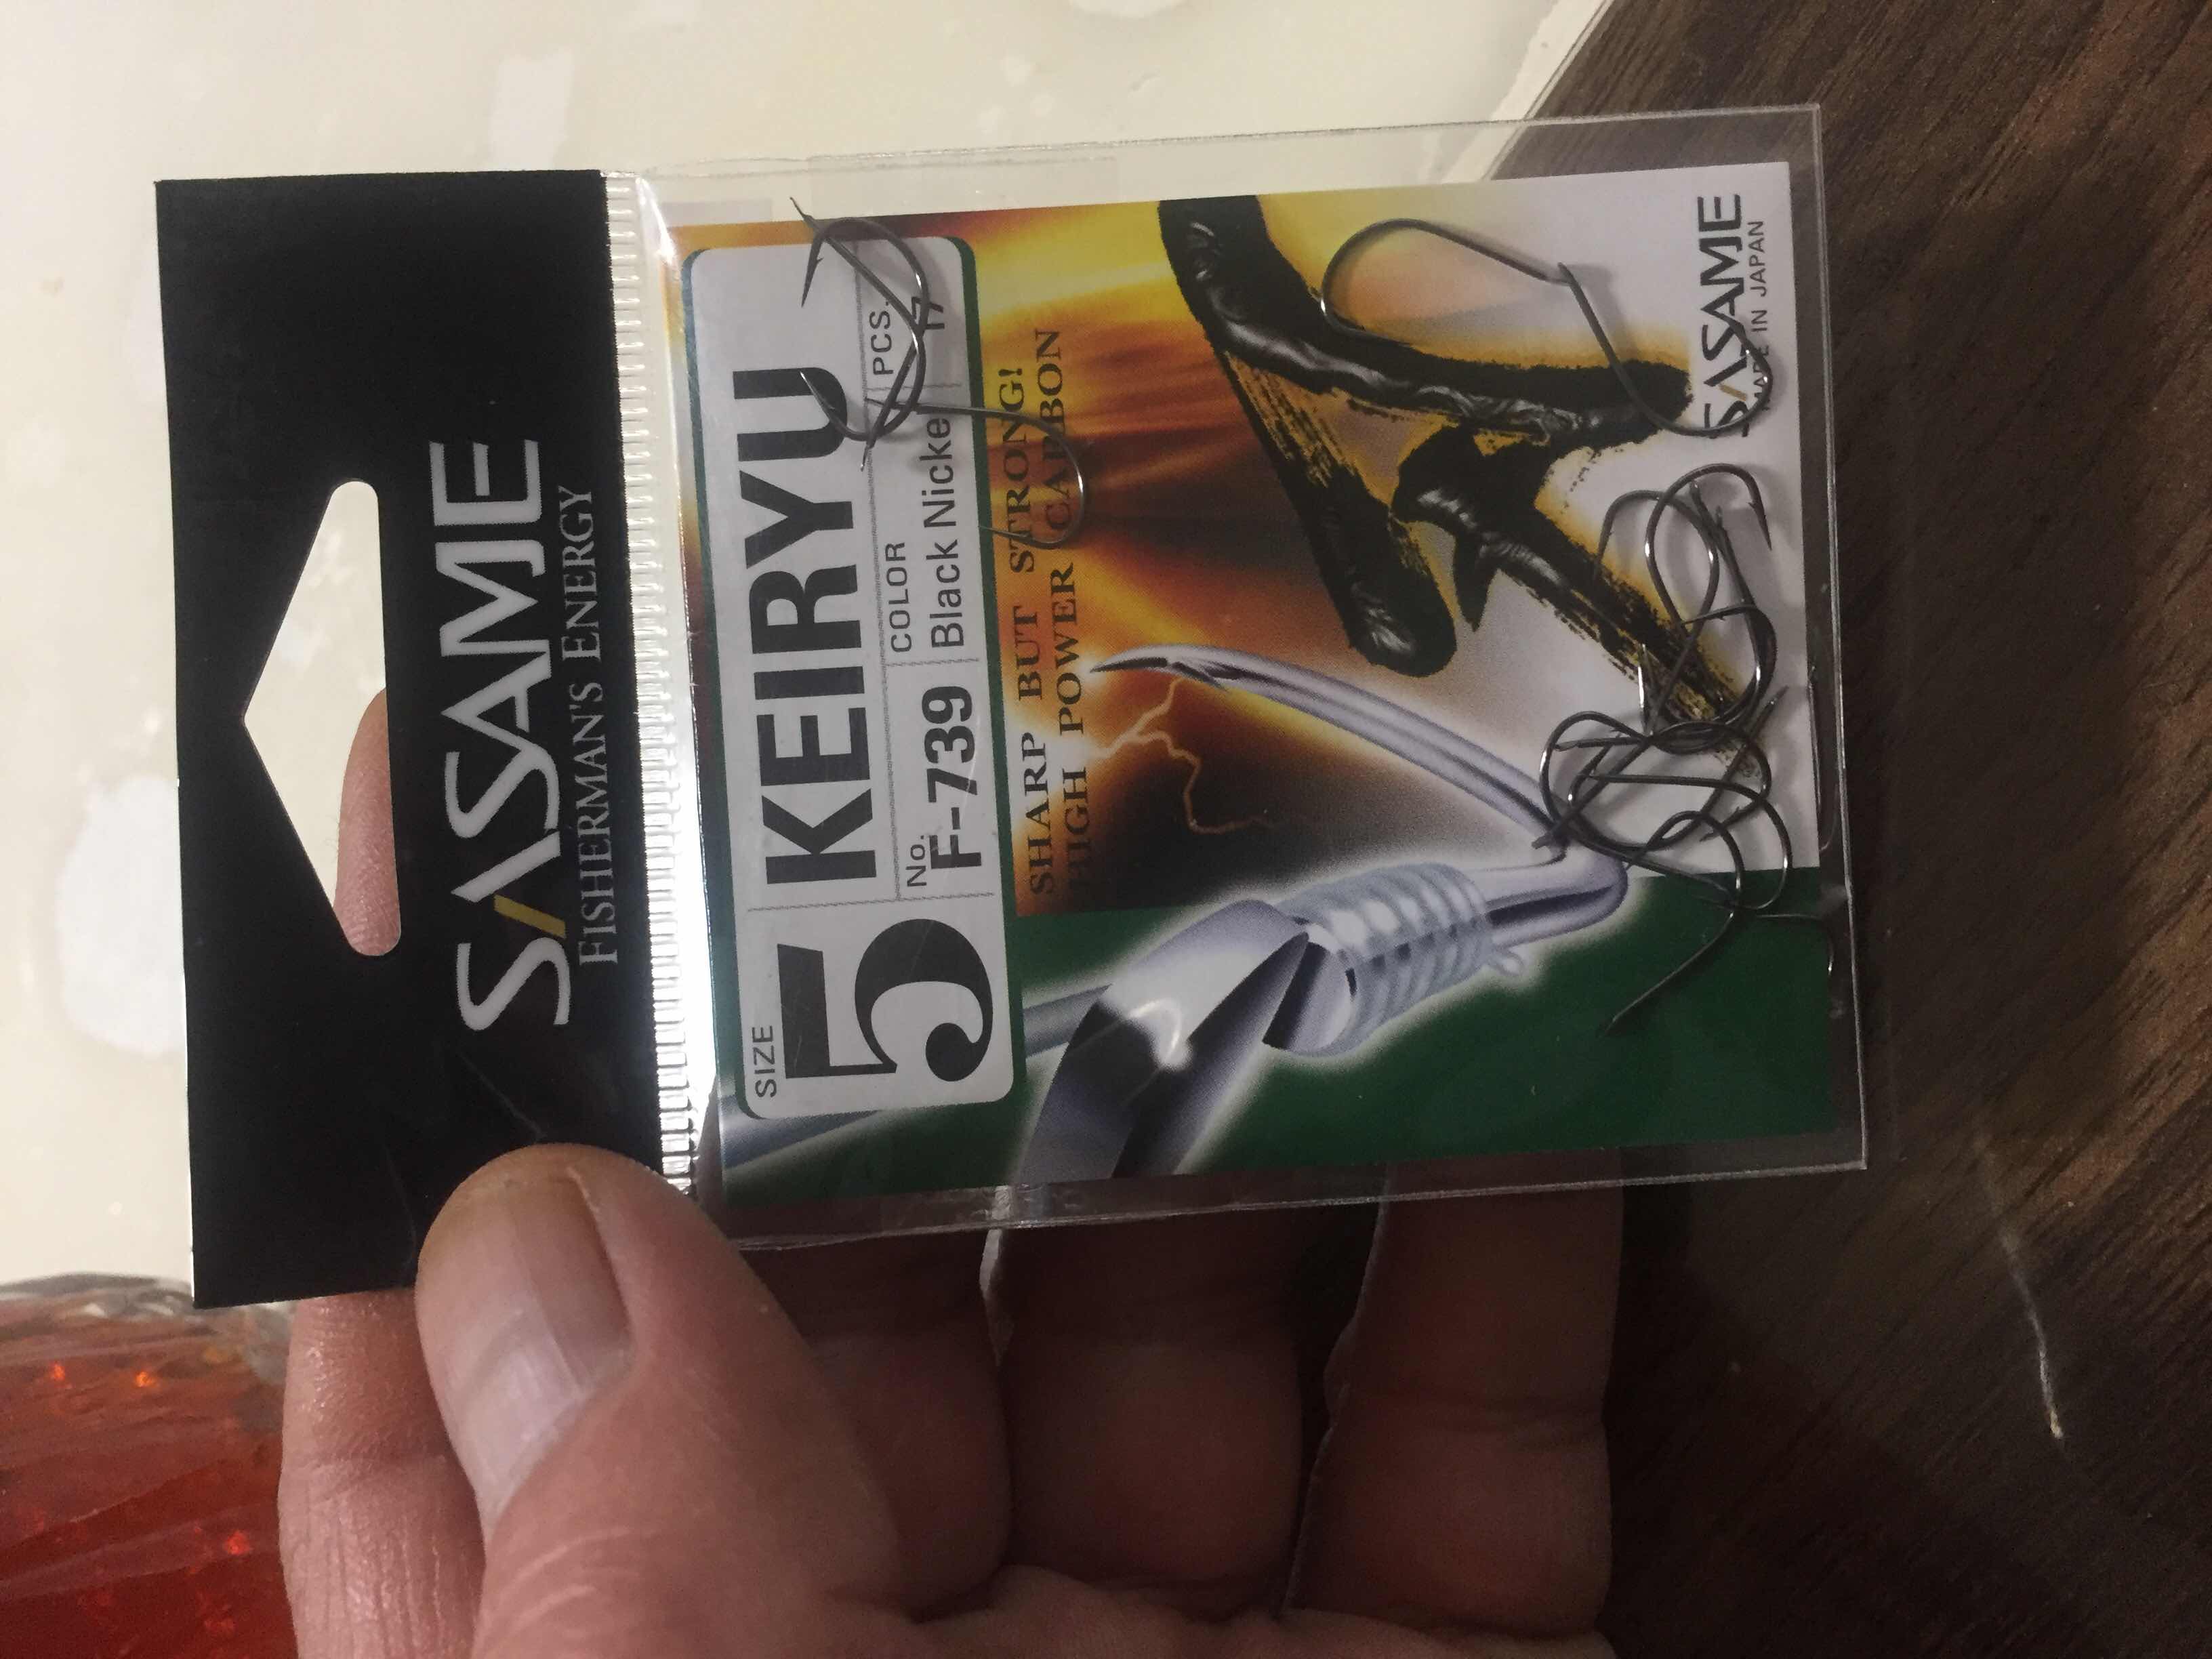 SASAME
FISHERMAN'S ENERGY
SIZE
5
KEIRYU
No.
F-739
COLOR
Black Nickel
PCS.
17
SHARP BUT STRONG!
HIGH POWER CARBON
SASAME
MADE IN JAPAN